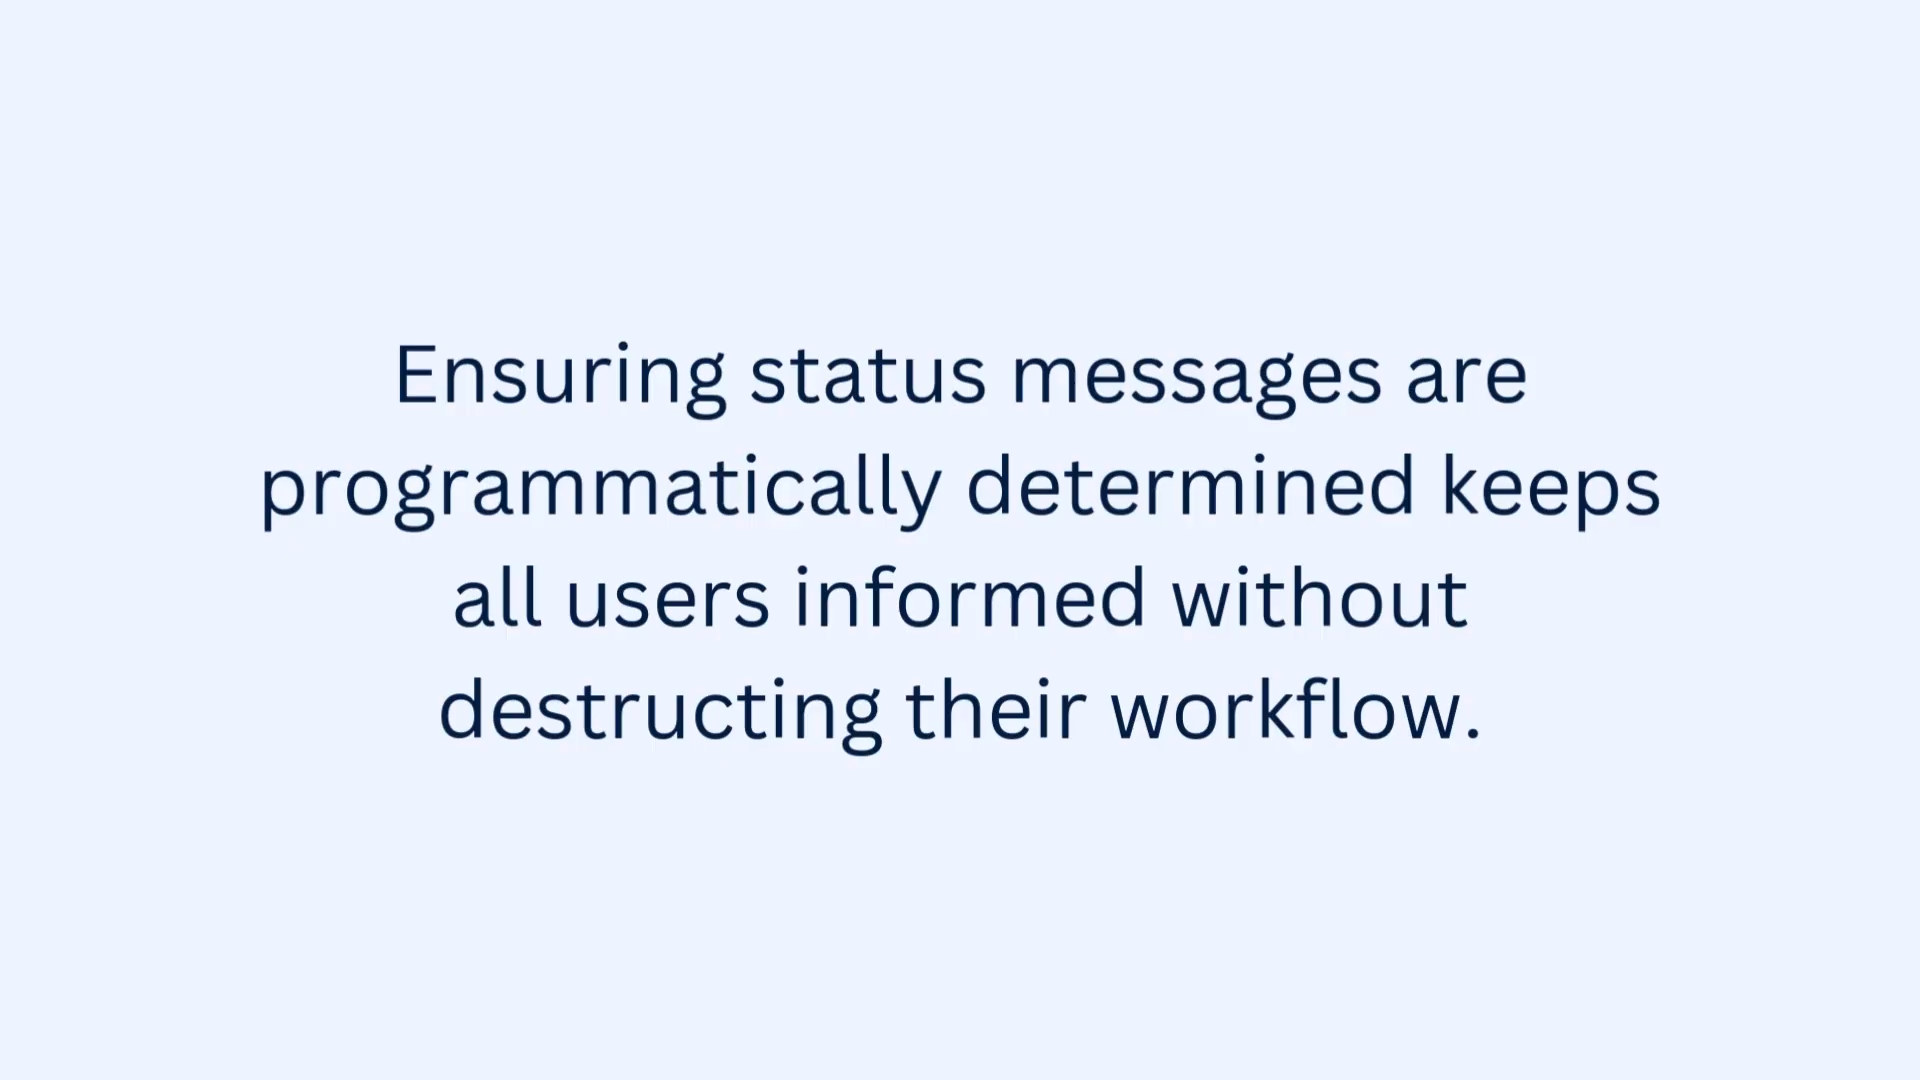 Ensuring status messages are
programmatically determined keeps
all users informed without
destructing their workflow.